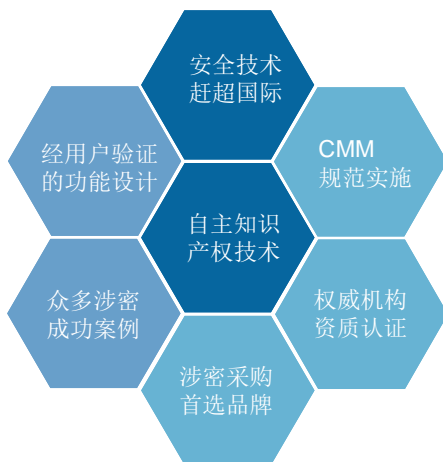 安全技术
赶超国际
经用户验证
的功能设计
CMM
规范实施
自主知识
产权技术
众多涉密
成功案例
权威机构
资质认证
涉密采购
首选品牌